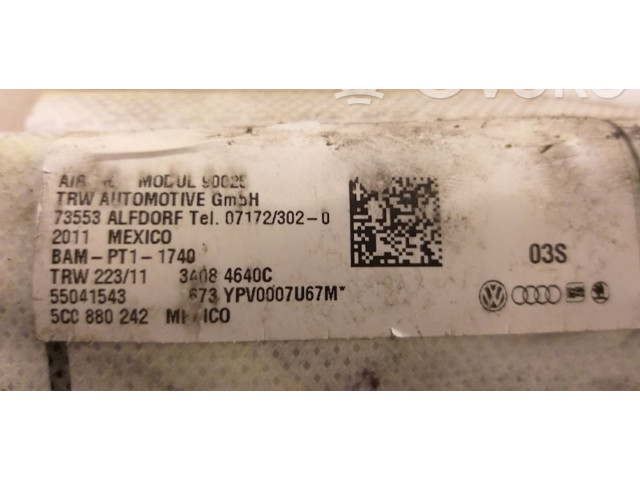 MODUL 90025
TRW AUTOMOTIVE GmbH
73553 ALFDORF Tel. 07172/302-0
2011 MEXICO
BAM-PT1-1740
TRW 223/11 3408 4640C
55041543 673 YPV0007U67M*
5C0 880 242 MEXICO
03S